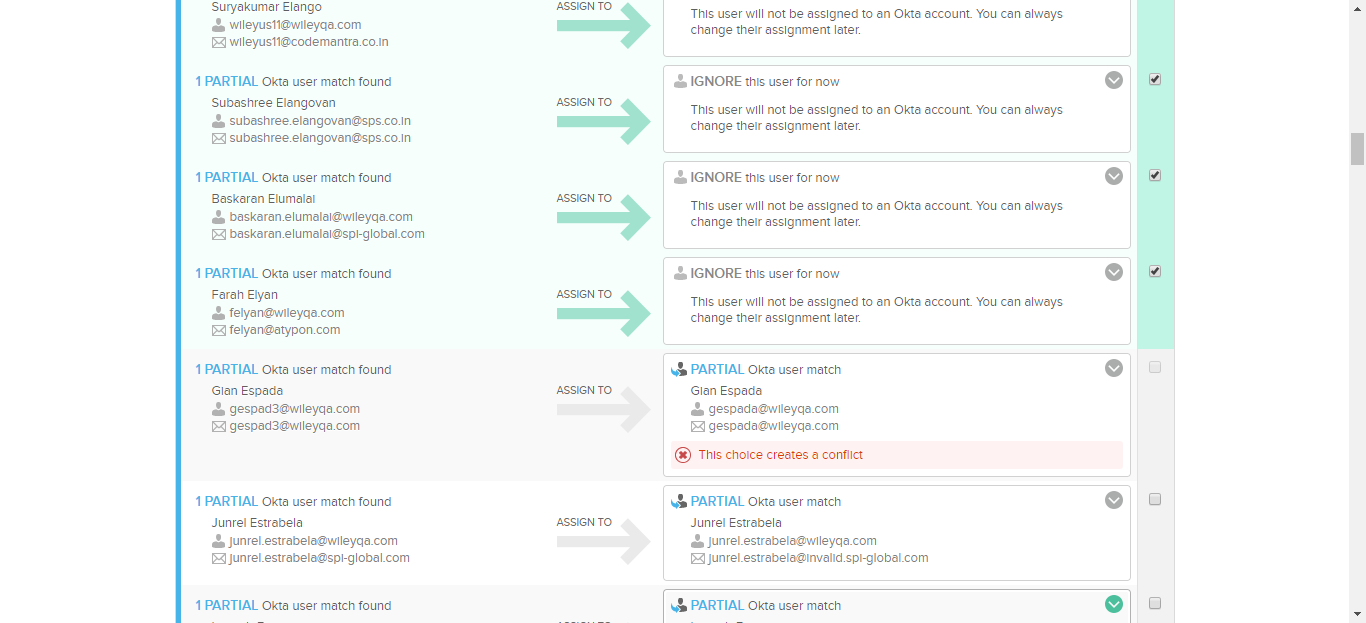 Suryakumar Elango
ASSIGN TO
wileyus11@wileyqa.com
wileyus11@codemantra.co.in
This user will not be assigned to an Okta account. You can always
change their assignment later.
1 PARTIAL Okta user match found
Subashree Elangovan
subashree.elangovan@sps.co.in
subashree.elangovan@sps.co.in
ASSIGN TO
IGNORE this user for now
This user will not be assigned to an Okta account. You can always
change their assignment later.
1 PARTIAL Okta user match found
Baskaran Elumalai
baskaran.elumalai@wileyqa.com
baskaran.elumalai@spi-global.com
ASSIGN TO
IGNORE this user for now
This user will not be assigned to an Okta account. You can always
change their assignment later.
1 PARTIAL Okta user match found
Farah Elyan
felyan@wileyqa.com
felyan@atypon.com
ASSIGN TO
IGNORE this user for now
This user will not be assigned to an Okta account. You can always
change their assignment later.
1 PARTIAL Okta user match found
Gian Espada
gespad3@wileyqa.com
gespad3@wileyqa.com
ASSIGN TO
PARTIAL Okta user match
Gian Espada
gespada@wileyqa.com
gespada@wileyqa.com
This choice creates a conflict
1 PARTIAL Okta user match found
Junrel Estrabela
junrel.estrabela@wileyqa.com
junrel.estrabela@spi-global.com
ASSIGN TO
PARTIAL Okta user match
Junrel Estrabela
junrel.estrabela@wileyqa.com
junrel.estrabela@invalid.spi-global.com
1 PARTIAL Okta user match found
PARTIAL Okta user match